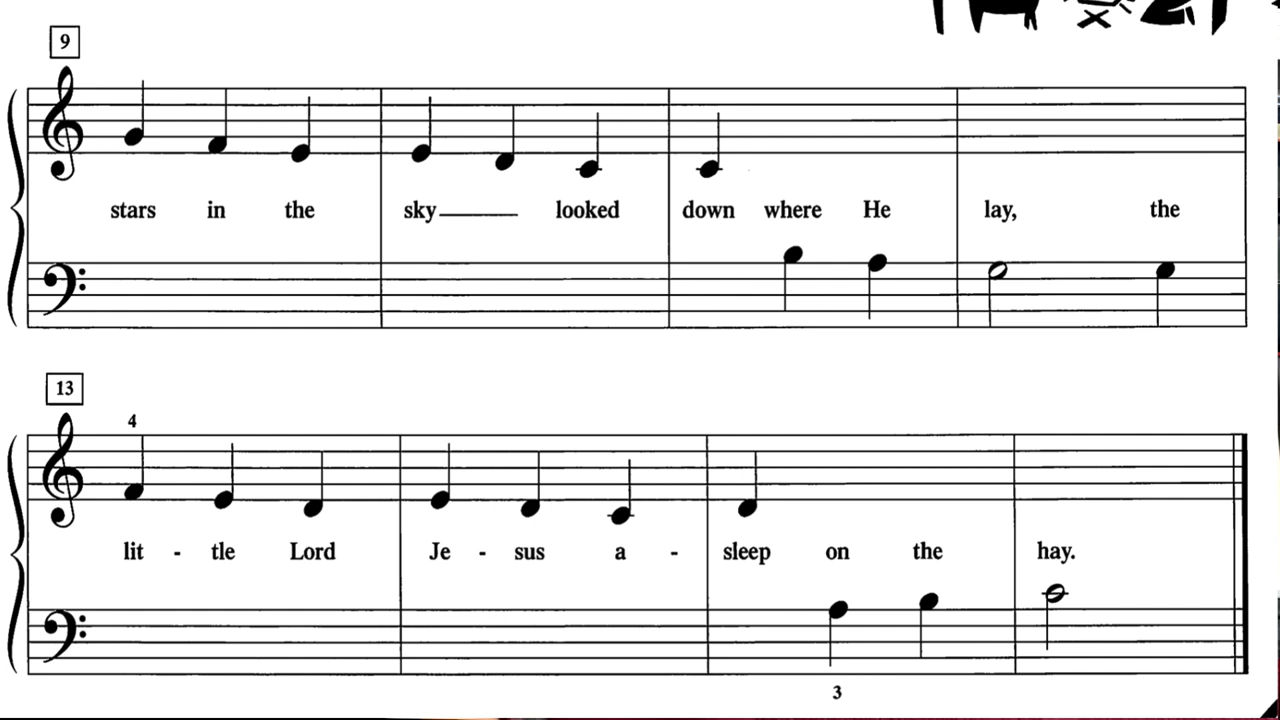 9
stars in the sky looked down where He lay, the
13
4
lit - tle Lord Je - sus a - sleep on the hay.
3